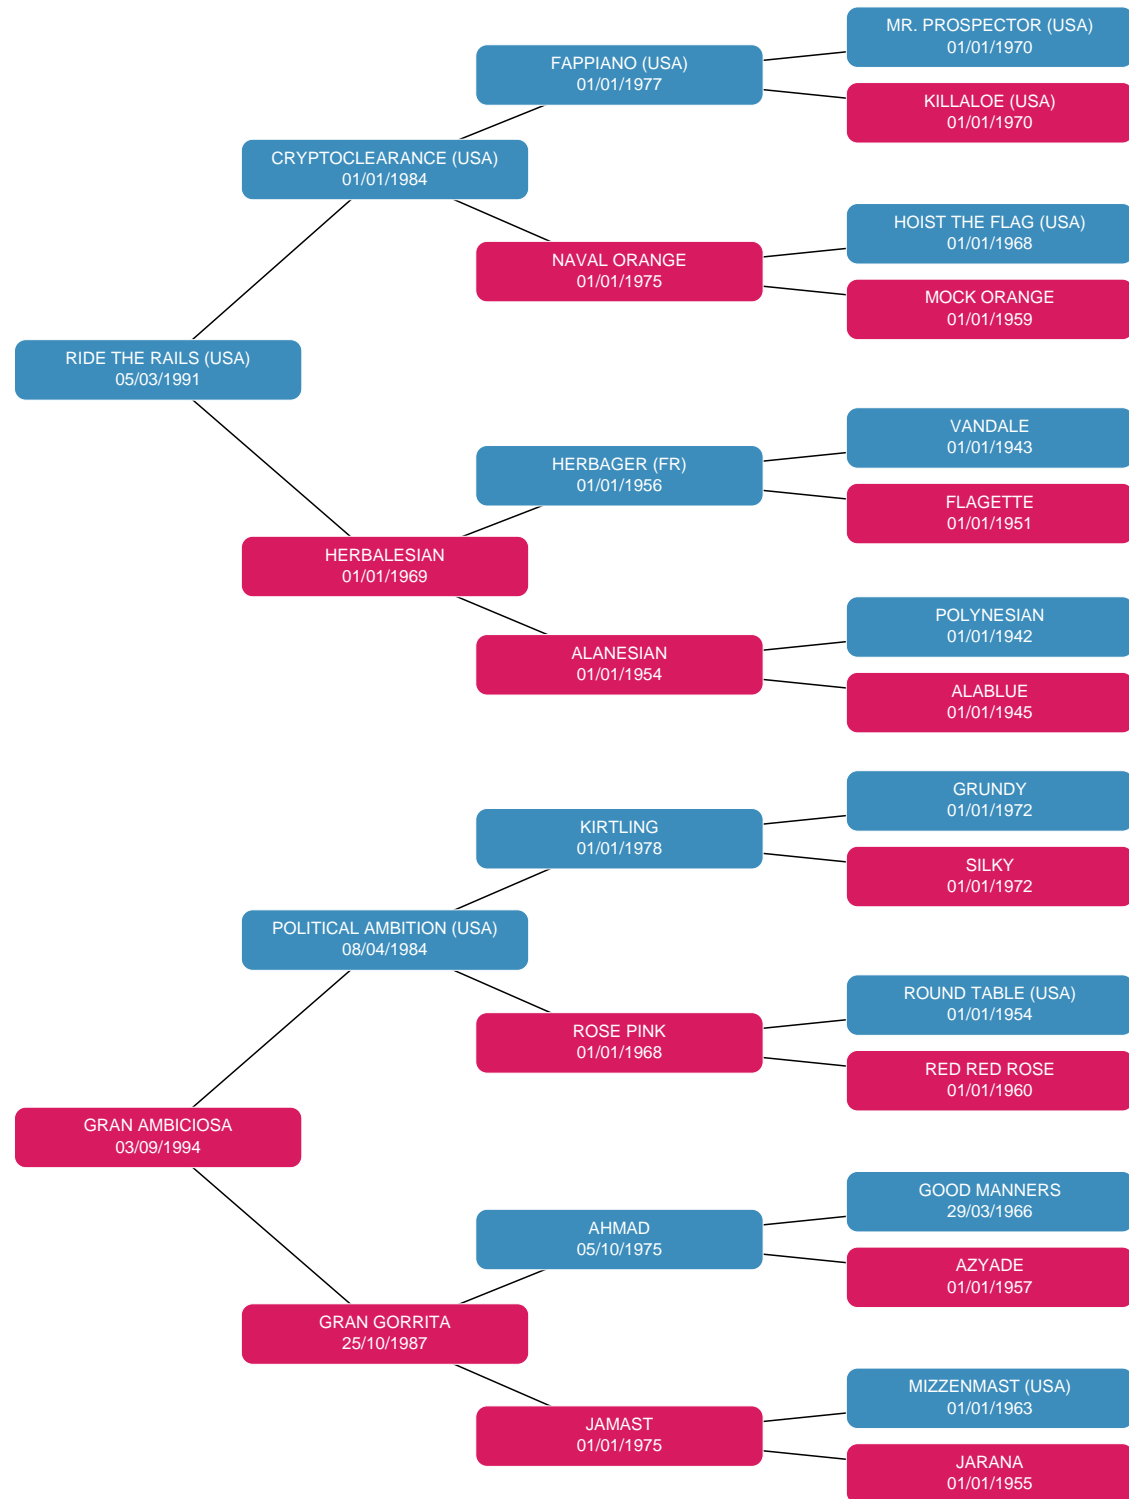 MR. PROSPECTOR (USA)
01/01/1970
FAPPIANO (USA)
01/01/1977
KILLALOE (USA)
01/01/1970
CRYPTOCLEARANCE (USA)
01/01/1984
HOIST THE FLAG (USA)
01/01/1968
NAVAL ORANGE
01/01/1975
MOCK ORANGE
01/01/1959
RIDE THE RAILS (USA)
05/03/1991
VANDALE
01/01/1943
HERBAGER (FR)
01/01/1956
FLAGETTE
01/01/1951
HERBALESIAN
01/01/1969
POLYNESIAN
01/01/1942
ALANESIAN
01/01/1954
ALABLUE
01/01/1945
GRUNDY
01/01/1972
KIRTLING
01/01/1978
SILKY
01/01/1972
POLITICAL AMBITION (USA)
08/04/1984
ROUND TABLE (USA)
01/01/1954
ROSE PINK
01/01/1968
RED RED ROSE
01/01/1960
GRAN AMBICIOSA
03/09/1994
GOOD MANNERS
29/03/1966
AHMAD
05/10/1975
AZYADE
01/01/1957
GRAN GORRITA
25/10/1987
MIZZENMAST (USA)
01/01/1963
JAMAST
01/01/1975
JARANA
01/01/1955